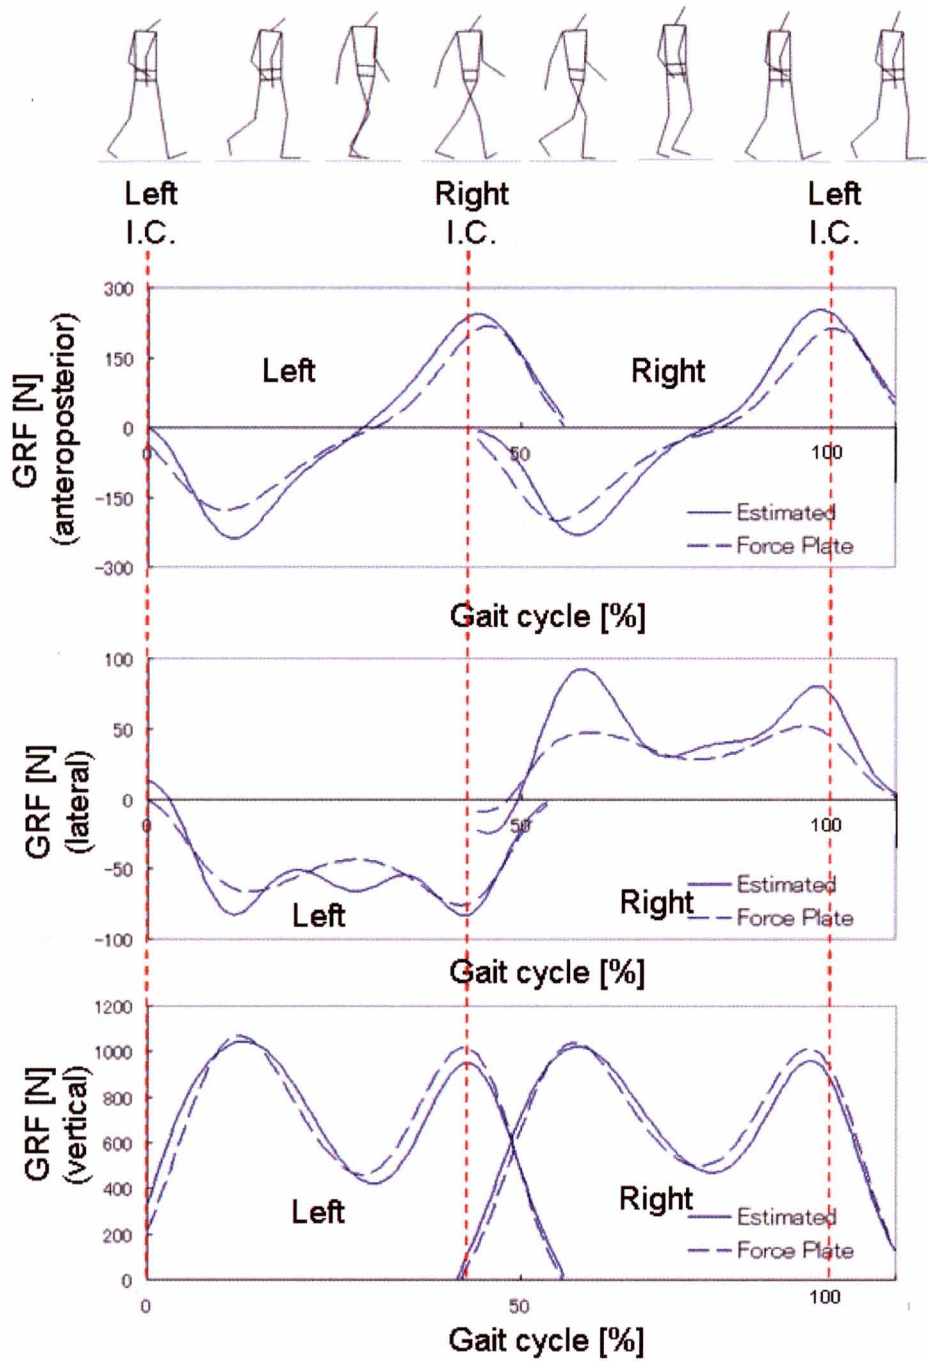 Left Right Left
I.C. I.C. I.C.
300
150
0
-150
-300
GRF [N]
(anteroposterior)
Left
Right
50
100
Estimated
Force Plate
Gait cycle [%]
100
50
0
-50
-100
GRF [N]
(lateral)
0
50
100
Left
Right
Estimated
Force Plate
Gait cycle [%]
1200
1000
800
600
400
200
0
GRF [N]
(vertical)
Left
Right
Estimated
Force Plate
0
50
100
Gait cycle [%]